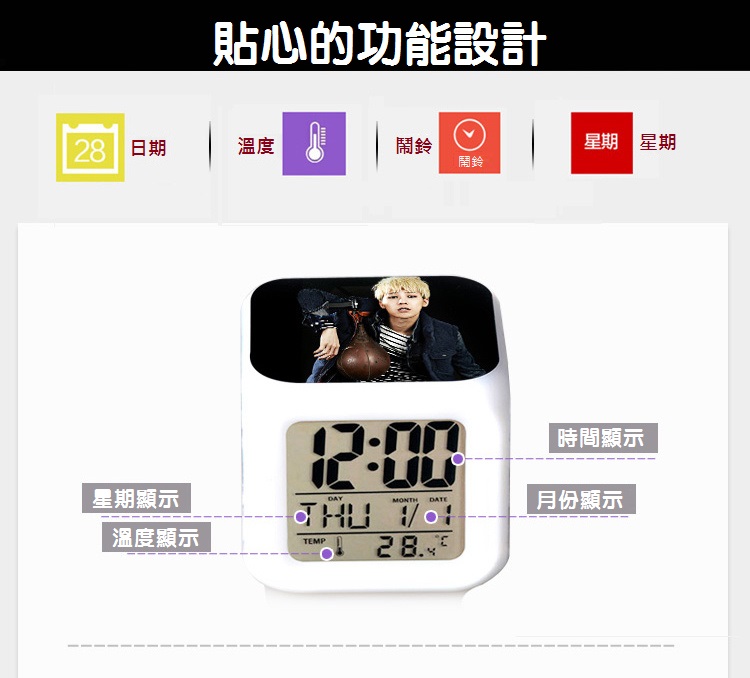 貼心的功能設計
28 日期
溫度
鬧鈴 鬧鈴
星期 星期
12:00
時間顯示
DAY MONTH DATE
星期顯示
THU 1/1
月份顯示
溫度顯示
TEMP 28.4°C